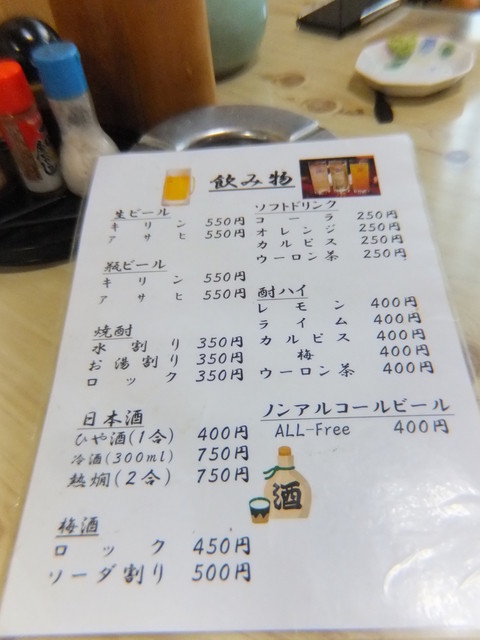 飲み物
生ビール
キリン 550円
アサヒ 550円
瓶ビール
キリン 550円
アサヒ 550円
焼酎
水割り 350円
お湯割り 350円
ロック 350円
日本酒
ひや酒(1合) 400円
冷酒(300ml) 750円
熱燗(2合) 750円
梅酒
ロック 450円
ソーダ割り 500円
ソフトドリンク
コーラ 250円
オレンジ 250円
カルピス 250円
ウーロン茶 250円
酎ハイ
レモン 400円
ライム 400円
カルピス 400円
梅 400円
ウーロン茶 400円
ノンアルコールビール
ALL-Free 400円
酒